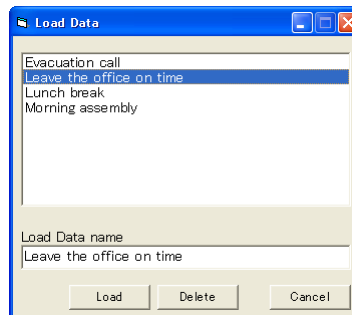 Load Data
Evacuation call
Leave the office on time
Lunch break
Morning assembly
Load Data name
Leave the office on time
Load Delete Cancel